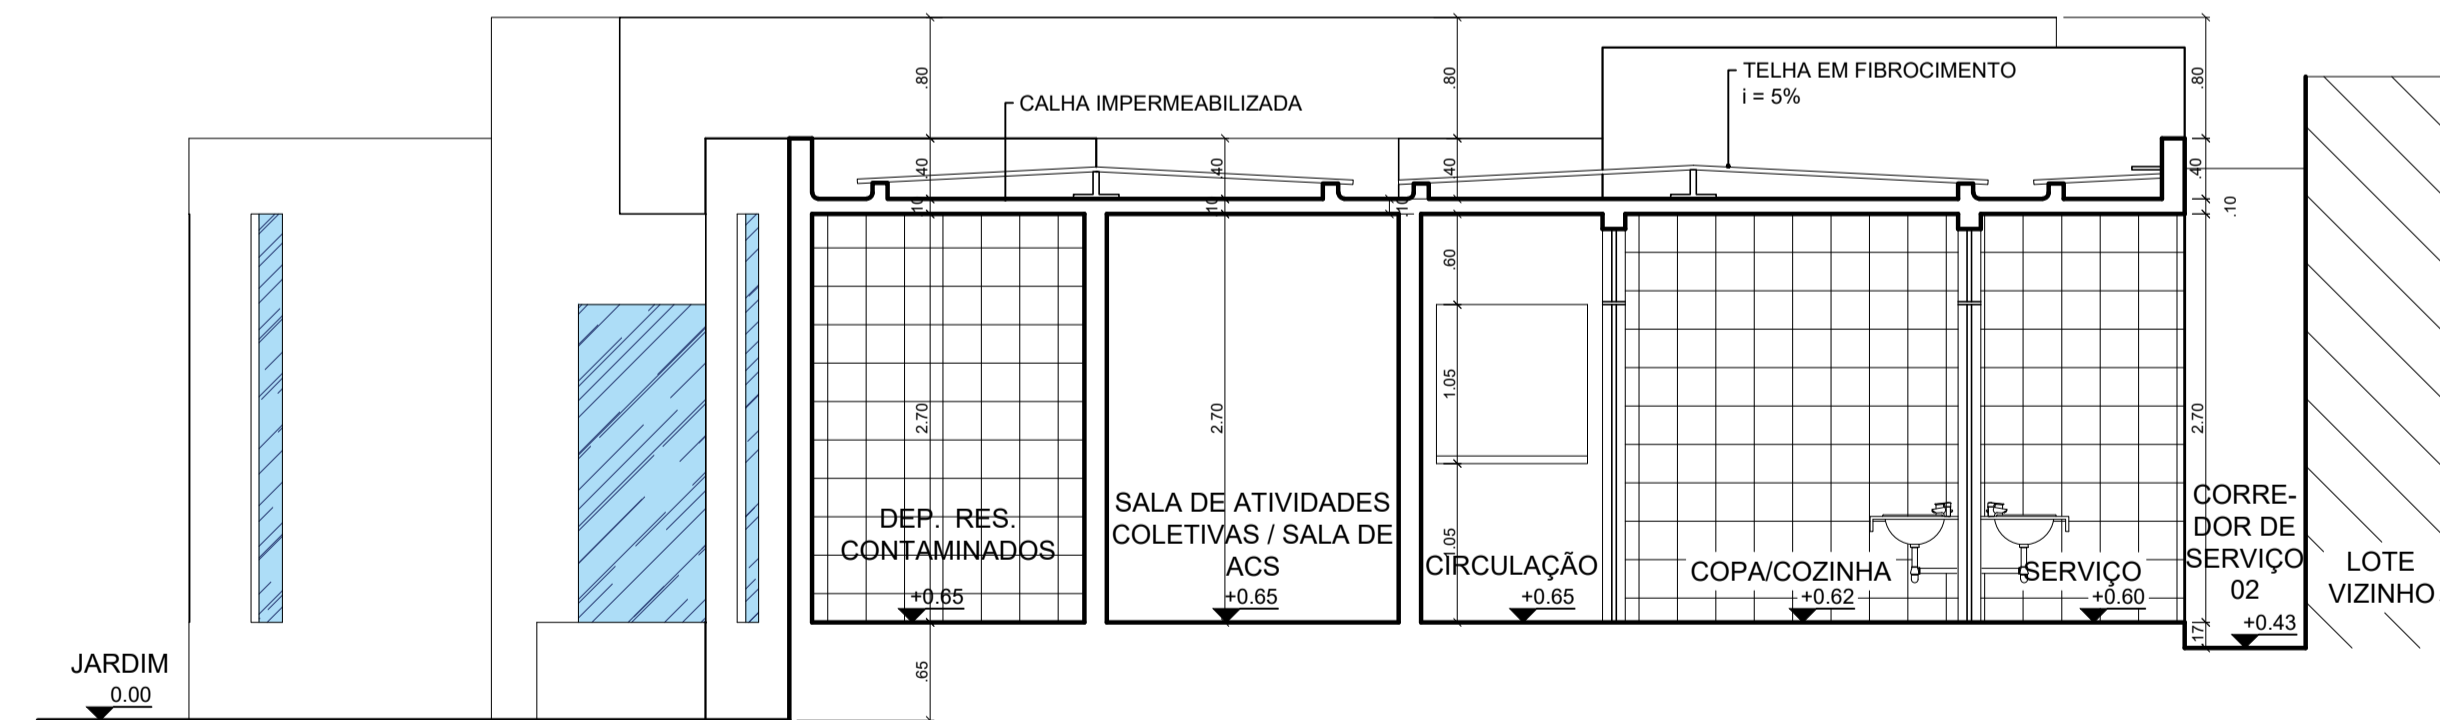 .80
.80
.80
TELHA EM FIBROCIMENTO
i = 5%
CALHA IMPERMEABILIZADA
.40
.40
.40
.40
.10
.10
.10
.10
.60
1.05
2.70
2.70
2.70
DEP. RES.
CONTAMINADOS
+0.65
SALA DE ATIVIDADES
COLETIVAS / SALA DE
ACS
+0.65
1.05
CIRCULAÇÃO
+0.65
COPA/COZINHA
+0.62
SERVIÇO
+0.60
CORRE-
DOR DE
SERVIÇO
02
+0.43
LOTE
VIZINHO
.17
.65
JARDIM
0.00